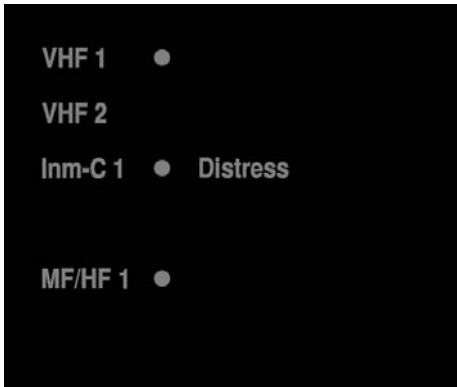 VHF 1 ●
VHF 2
Inm-C 1 ● Distress
MF/HF 1 ●